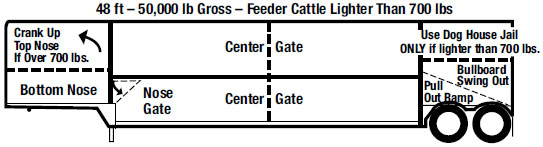 48 ft – 50,000 lb Gross – Feeder Cattle Lighter Than 700 lbs
Crank Up
Top Nose
If Over 700 lbs.
Bottom Nose
Nose
Gate
Center Gate
Center Gate
Use Dog House Jail
ONLY if lighter than 700 lbs.
Bullboard
Swing Out
Pull
Out Ramp